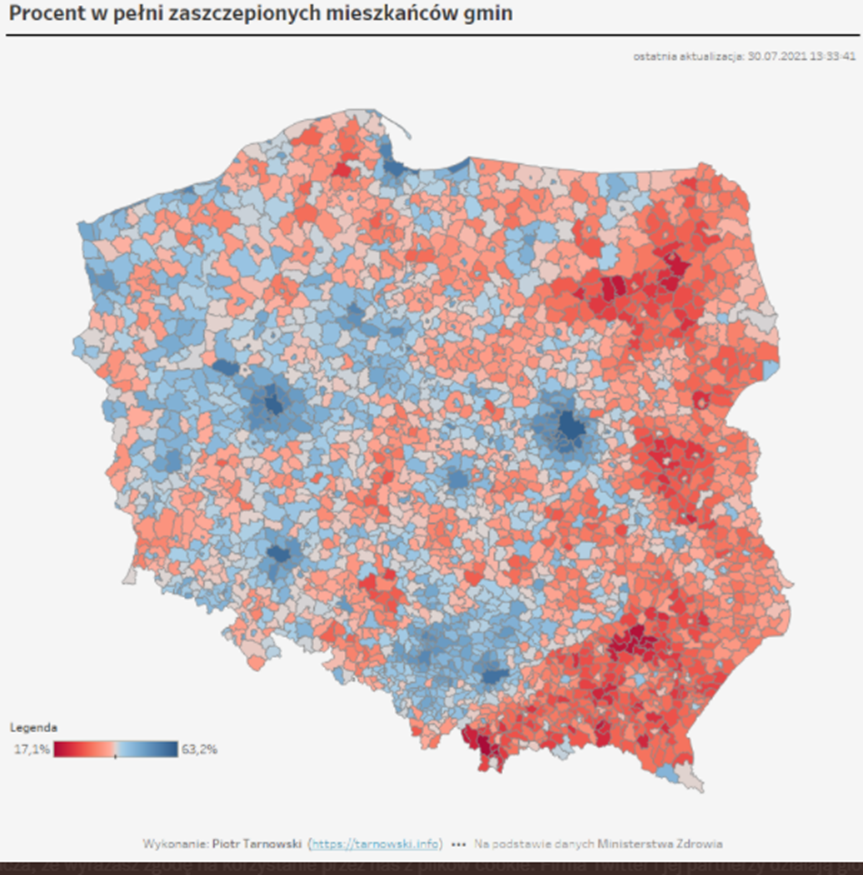 Procent w pełni zaszczepionych mieszkańców gmin
ostatnia aktualizacja: 30.07.2021 13:33:41
Legenda
17,1% 63,2%
Wykonanie: Piotr Tarnowski (https://tarnowski.info) ••• Na podstawie danych Ministerstwa Zdrowia